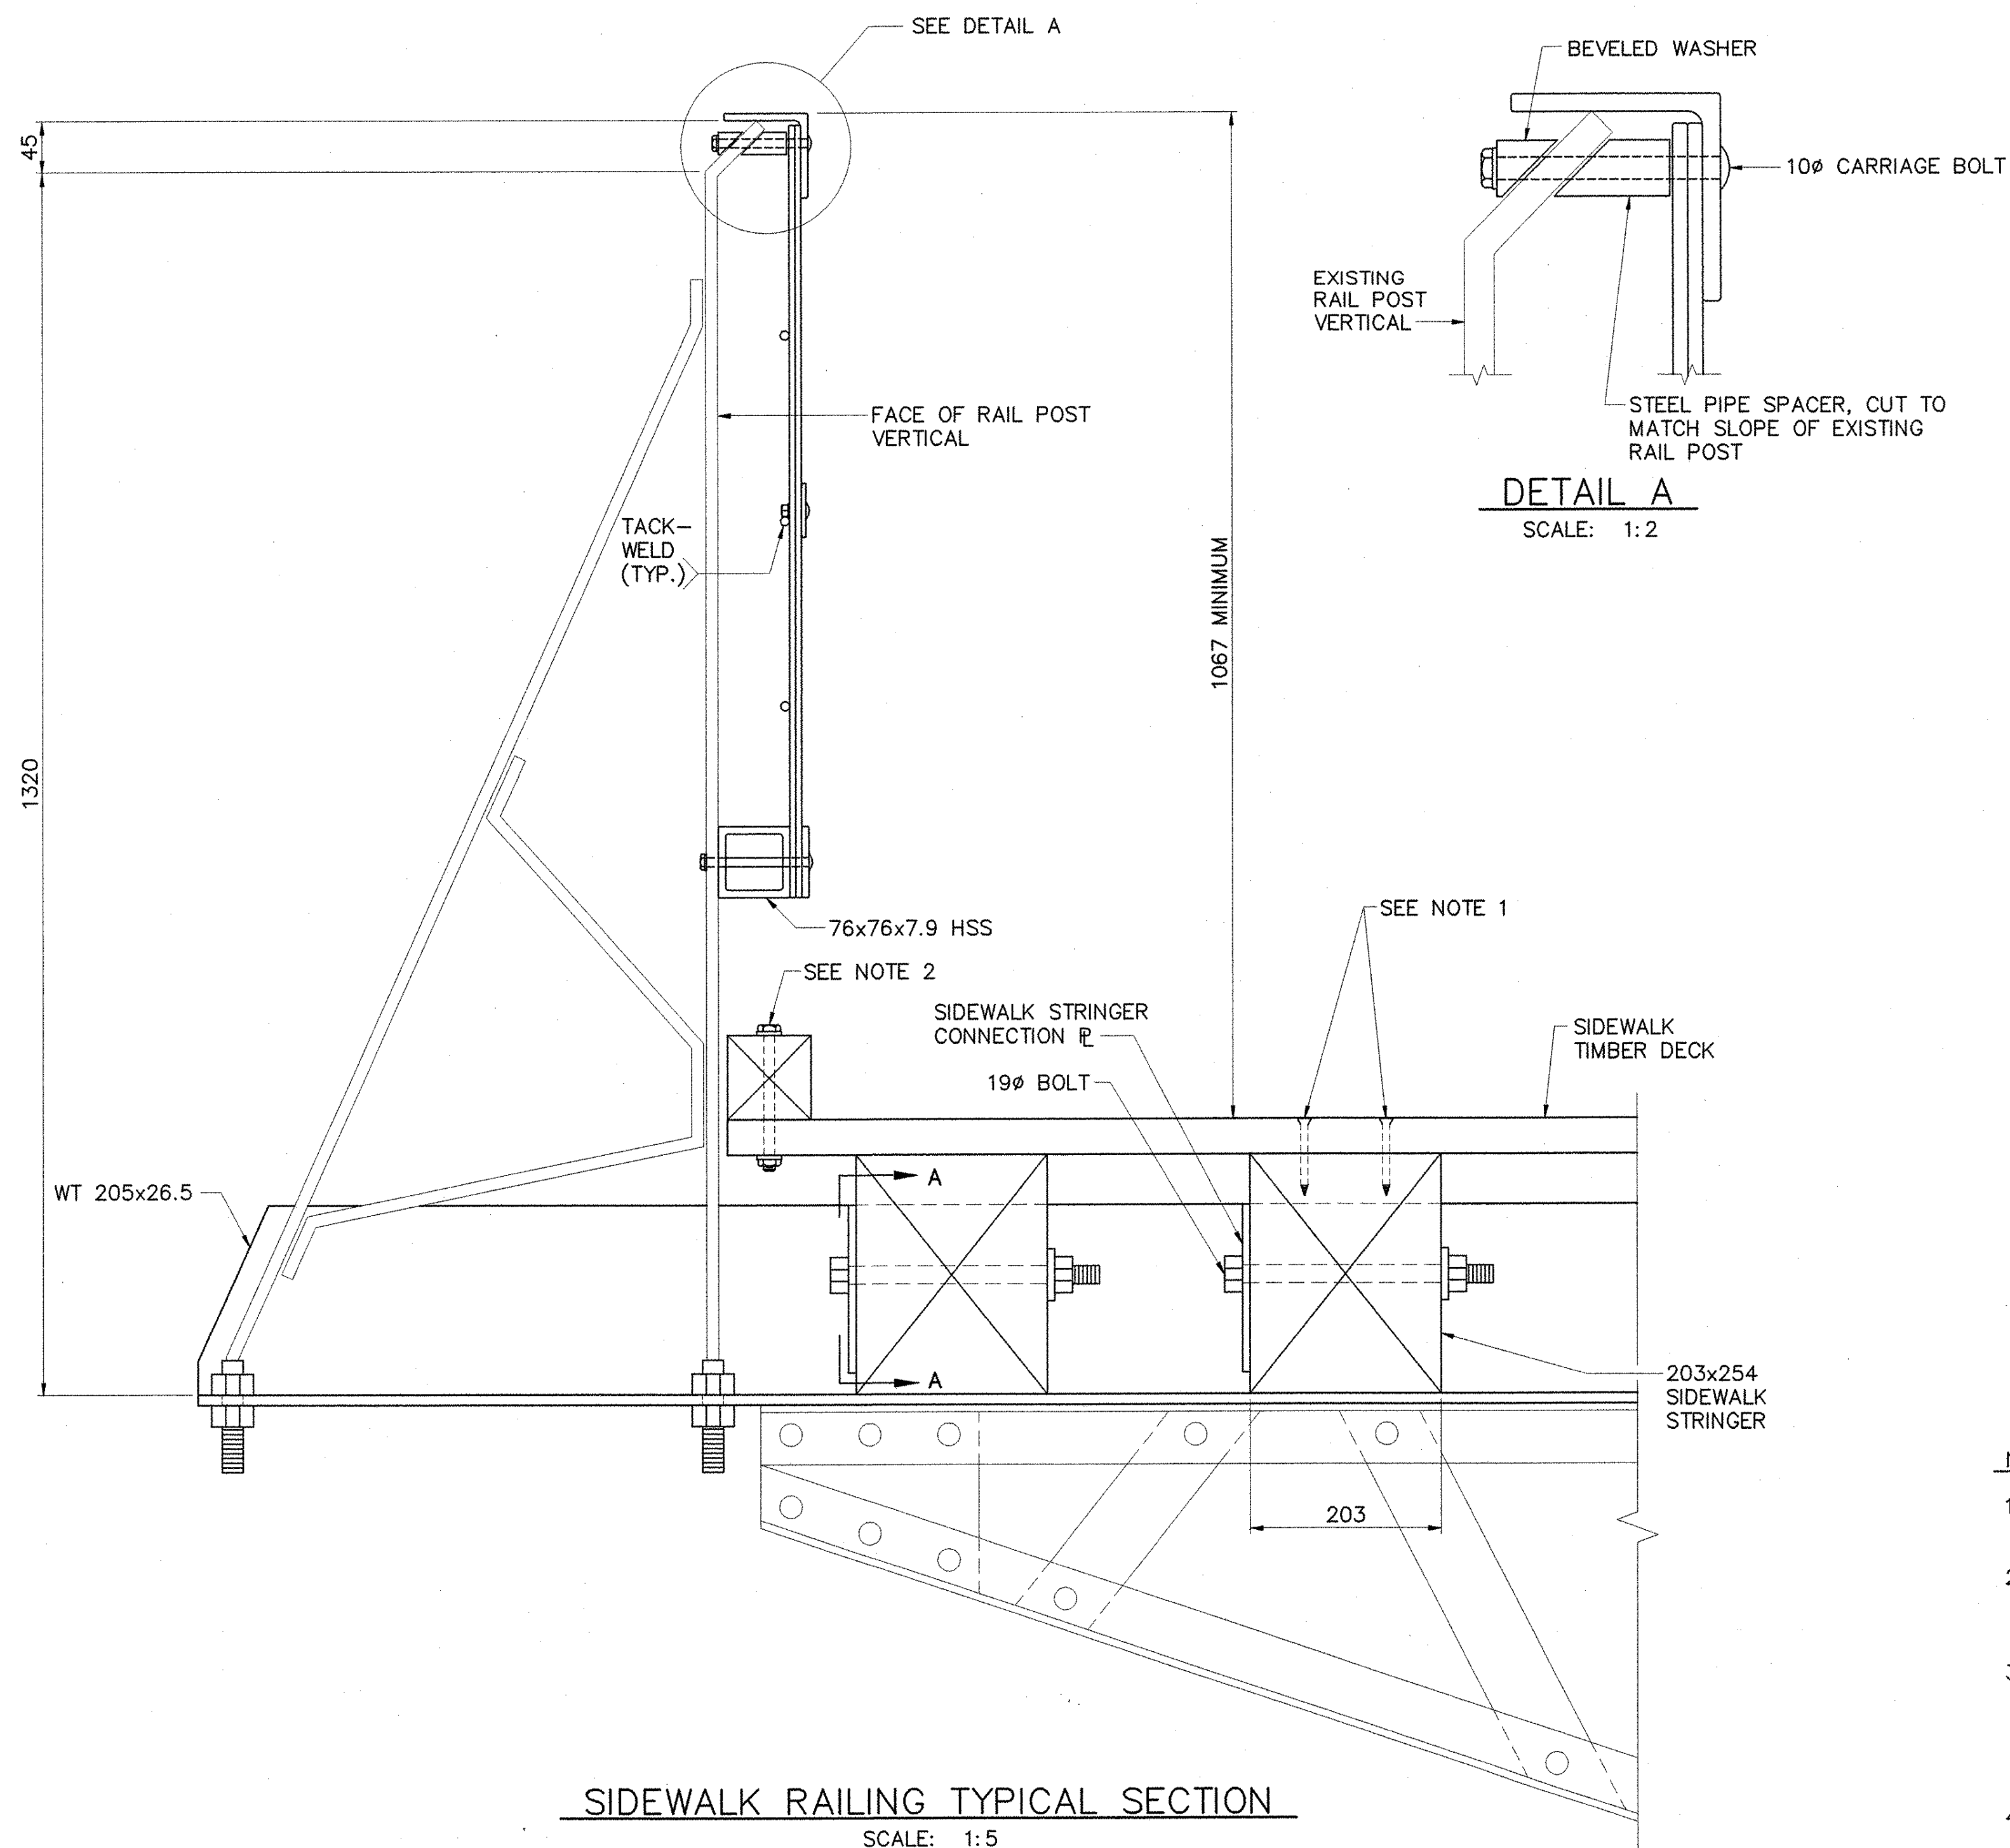 SEE DETAIL A
BEVELED WASHER
45
10ø CARRIAGE BOLT
EXISTING
RAIL POST
VERTICAL
STEEL PIPE SPACER, CUT TO
MATCH SLOPE OF EXISTING
RAIL POST
DETAIL A
SCALE: 1:2
FACE OF RAIL POST
VERTICAL
TACK-
WELD
(TYP.)
1067 MINIMUM
1320
76x76x7.9 HSS
SEE NOTE 1
SEE NOTE 2
SIDEWALK STRINGER
CONNECTION ⅊
19ø BOLT
SIDEWALK
TIMBER DECK
WT 205x26.5
A
A
203x254
SIDEWALK
STRINGER
203
1
2
SIDEWALK RAILING TYPICAL SECTION
SCALE: 1:5